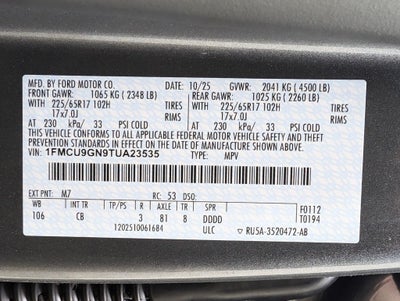 MFD. BY FORD MOTOR CO. 10/25 GVWR: 2041 KG ( 4500 LB)
FRONT GAWR: 1065 KG ( 2348 LB) REAR GAWR: 1025 KG ( 2260 LB)
WITH 225/65R17 102H TIRES WITH 225/65R17 102H TIRES
17x7.0J RIMS 17x7.0J RIMS
AT 230 kPa/ 33 PSI COLD AT 230 kPa/ 33 PSI COLD
THIS VEHICLE CONFORMS TO ALL APPLICABLE FEDERAL MOTOR VEHICLE SAFETY AND THEFT
PREVENTION STANDARDS IN EFFECT ON THE DATE OF MANUFACTURE SHOWN ABOVE.
VIN: 1FMCU9GN9TUA23535 TYPE: MPV
EXT PNT: M7 RC: 53 DSO:
WB INT TR TP/PS R AXLE TR SPR F0112
106 CB 3 B1 8 DDDD T0194
1202510061684 ULC RU5A-3520472-AB